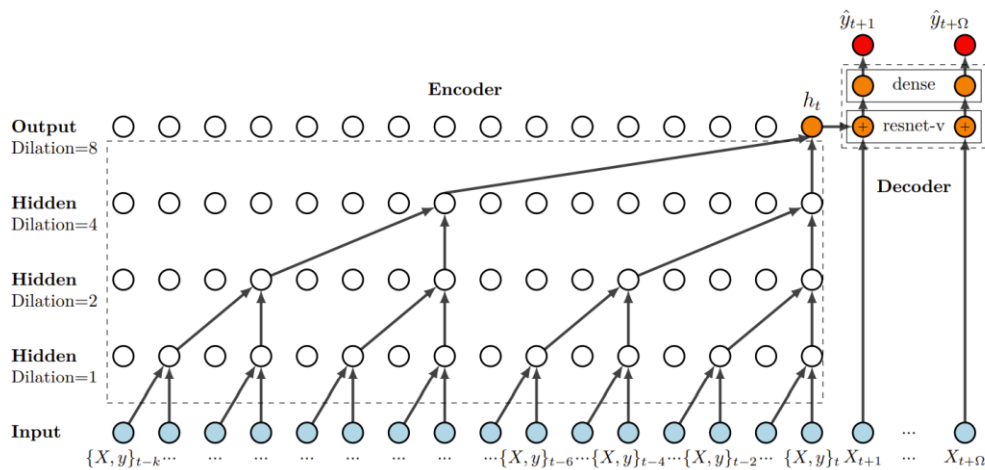 ŷ_{t+1} ŷ_{t+Ω}
Encoder
dense
h_t
Output
Dilation=8
+ resnet-v +
Hidden
Dilation=4
Decoder
Hidden
Dilation=2
Hidden
Dilation=1
Input
{X, y}_{t−k} ... ... ... ... ... ... ... ...{X, y}_{t−6} ...{X, y}_{t−4} ...{X, y}_{t−2} ... {X, y}_t X_{t+1} ... X_{t+Ω}